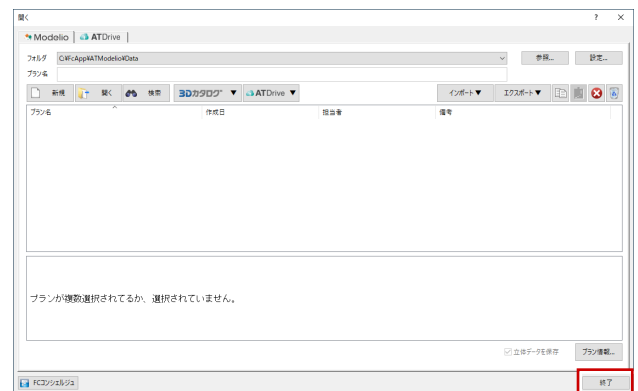 開く
? ×
Modelio ATDrive
フォルダ C:¥FcApp¥ATModelio¥Data 参照... 設定...
プラン名
新規 開く 検索 3Dカタログ ▼ ATDrive ▼ インポート▼ エクスポート▼
プラン名 作成日 担当者 備考
プランが複数選択されてるか、選択されていません。
立体データを保存 プラン情報...
FCコンシェルジュ 終了